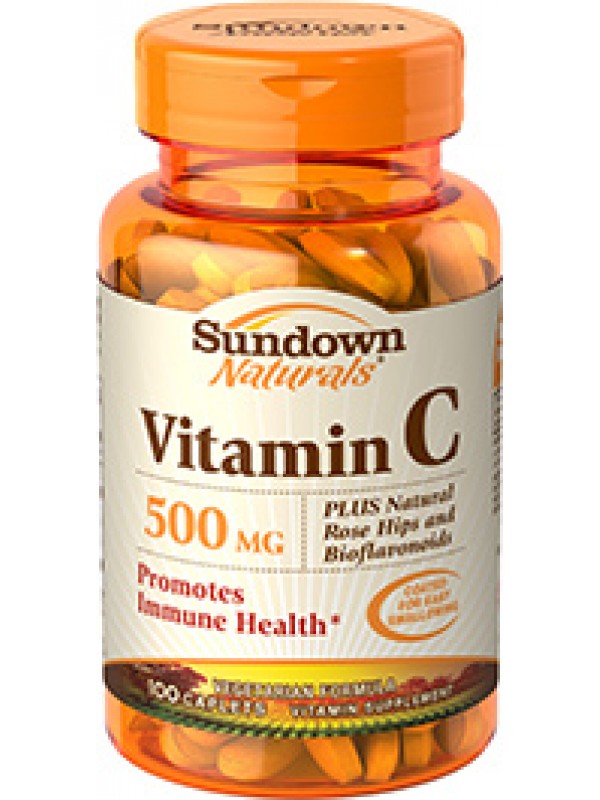 Sundown
Naturals®
Vitamin C
500 MG
PLUS Natural
Rose Hips and
Bioflavonoids
Promotes
Immune Health*
COATED
FOR EASY
SWALLOWING
VEGETARIAN FORMULA
100 CAPLETS • VITAMIN SUPPLEMENT